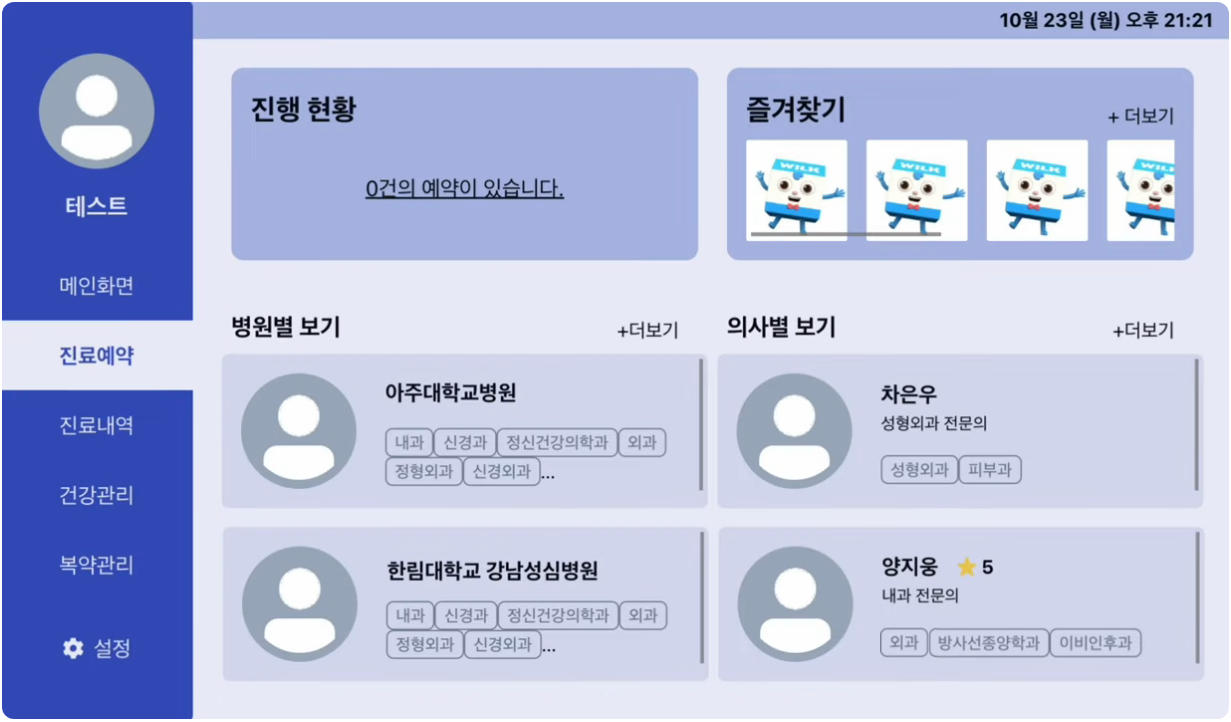 10월 23일 (월) 오후 21:21
테스트
메인화면
진료예약
진료내역
건강관리
복약관리
설정
진행 현황
0건의 예약이 있습니다.
즐겨찾기
+ 더보기
WILK
WILK
WILK
병원별 보기
+더보기
아주대학교병원
내과 신경과 정신건강의학과 외과
정형외과 신경외과 ...
한림대학교 강남성심병원
내과 신경과 정신건강의학과 외과
정형외과 신경외과 ...
의사별 보기
+더보기
차은우
성형외과 전문의
성형외과 피부과
양지웅 5
내과 전문의
외과 방사선종양학과 이비인후과